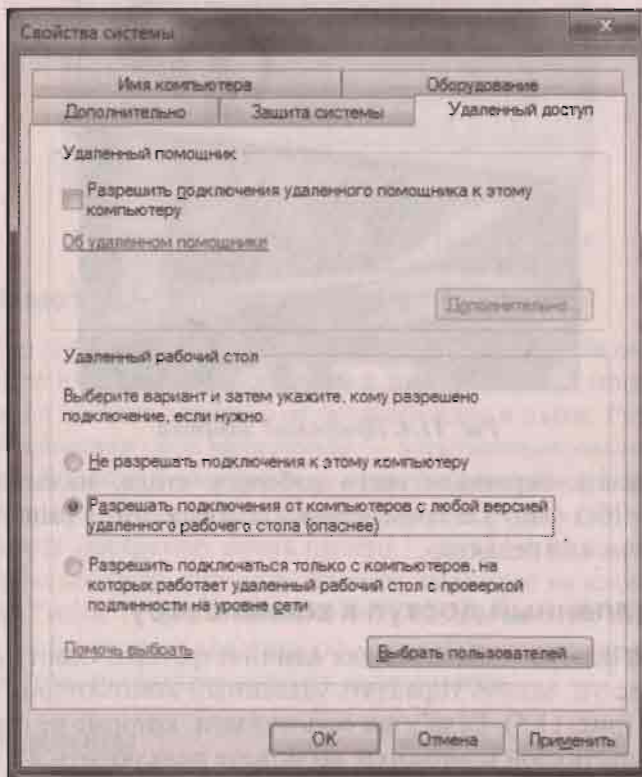 Свойства системы
Имя компьютера
Оборудование
Дополнительно
Защита системы
Удаленный доступ
Удаленный помощник
Разрешить подключения удаленного помощника к этому
компьютеру
Об удаленном помощнике
Дополнительно...
Удаленный рабочий стол
Выберите вариант и затем укажите, кому разрешено
подключение, если нужно.
Не разрешать подключения к этому компьютеру
Разрешать подключения от компьютеров с любой версией
удаленного рабочего стола (опаснее)
Разрешить подключаться только с компьютеров, на
которых работает удаленный рабочий стол с проверкой
подлинности на уровне сети
Помочь выбрать
Выбрать пользователей...
OK
Отмена
Применить